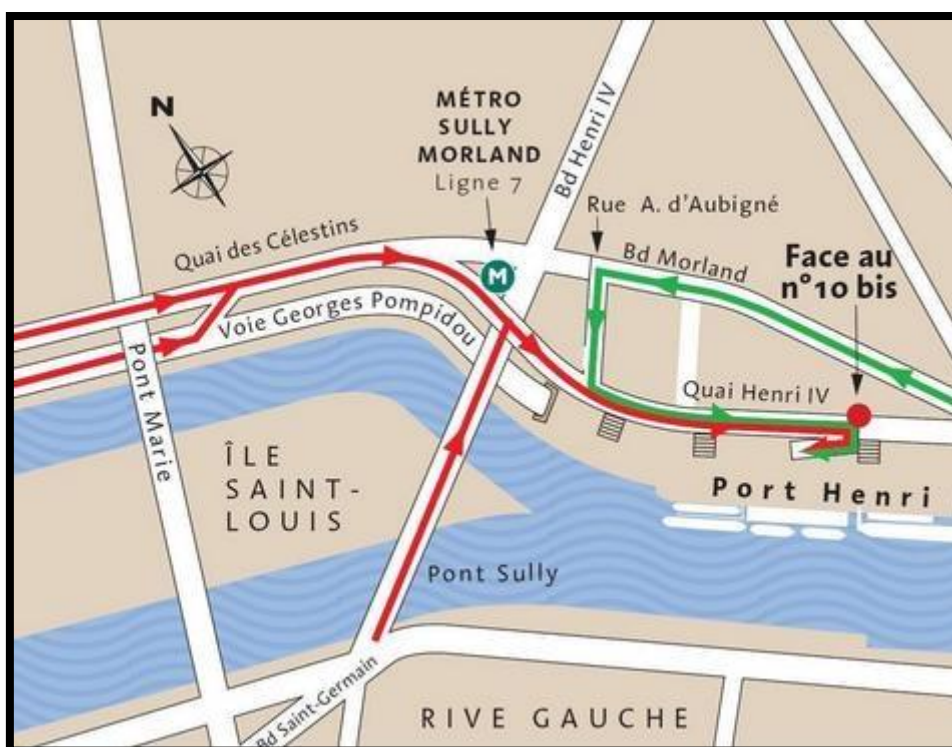 N
MÉTRO
SULLY
MORLAND
Ligne 7
Bd Henri IV
Rue A. d'Aubigné
Quai des Célestins
Bd Morland
Face au
n°10 bis
M
Voie Georges Pompidou
Pont Marie
Quai Henri IV
ÎLE
SAINT-
LOUIS
Port Henri
Pont Sully
Bd Saint-Germain
RIVE GAUCHE